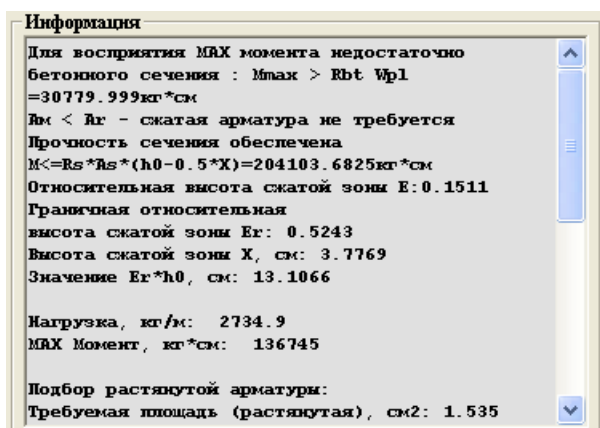 Информация
Для восприятия MAX момента недостаточно
бетонного сечения : Mmax > Rbt Wpl
=30779.999кг*см
Ам < Ar - сжатая арматура не требуется
Прочность сечения обеспечена
M<=Rs*As*(h0-0.5*X)=204103.6825кг*см
Относительная высота сжатой зоны E:0.1511
Граничная относительная
высота сжатой зоны Er: 0.5243
Высота сжатой зоны X, см: 3.7769
Значение Er*h0, см: 13.1066
Нагрузка, кг/м: 2734.9
MAX Момент, кг*см: 136745
Подбор растянутой арматуры:
Требуемая площадь (растянутая), см2: 1.535